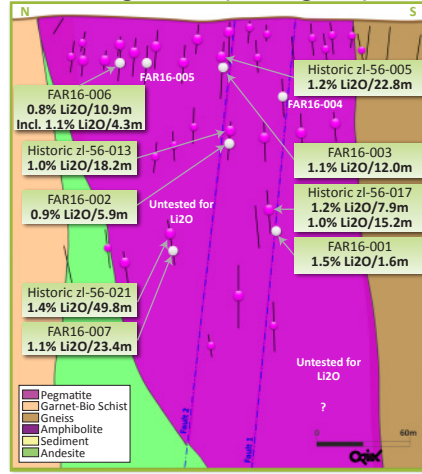 N
S
FAR16-005
Historic zl-56-005
1.2% Li2O/22.8m
FAR16-006
0.8% Li2O/10.9m
Incl. 1.1% Li2O/4.3m
FAR16-004
Historic zl-56-013
1.0% Li2O/18.2m
FAR16-003
1.1% Li2O/12.0m
FAR16-002
0.9% Li2O/5.9m
Untested for
Li2O
Historic zl-56-017
1.2% Li2O/7.9m
1.0% Li2O/15.2m
FAR16-001
1.5% Li2O/1.6m
Historic zl-56-021
1.4% Li2O/49.8m
FAR16-007
1.1% Li2O/23.4m
Untested for
Li2O
?
Fault 2
Fault 1
Pegmatite
Garnet-Bio Schist
Gneiss
Amphibolite
Sediment
Andesite
0
60m